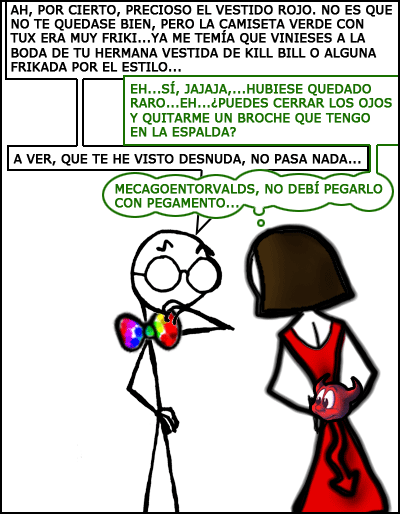 AH, POR CIERTO, PRECIOSO EL VESTIDO ROJO. NO ES QUE
NO TE QUEDASE BIEN, PERO LA CAMISETA VERDE CON
TUX ERA MUY FRIKI...YA ME TEMÍA QUE VINIESES A LA
BODA DE TU HERMANA VESTIDA DE KILL BILL O ALGUNA
FRIKADA POR EL ESTILO...
EH...SÍ, JAJAJA,...HUBIESE QUEDADO
RARO...EH...¿PUEDES CERRAR LOS OJOS
Y QUITARME UN BROCHE QUE TENGO
EN LA ESPALDA?
A VER, QUE TE HE VISTO DESNUDA, NO PASA NADA...
MECAGOENTORVALDS, NO DEBÍ PEGARLO
CON PEGAMENTO...